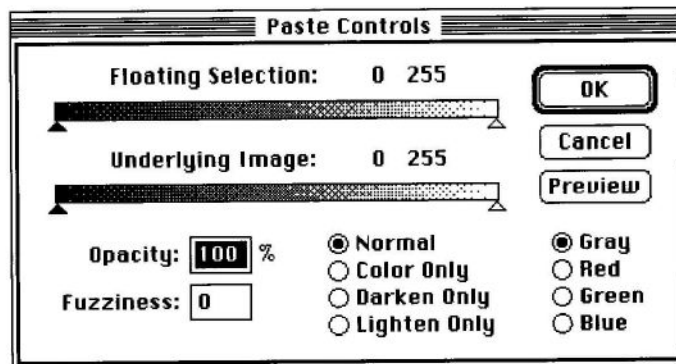 Paste Controls
Floating Selection: 0 255
OK
Cancel
Underlying Image: 0 255
Preview
Opacity: 100 %
Fuzziness: 0
Normal
Color Only
Darken Only
Lighten Only
Gray
Red
Green
Blue